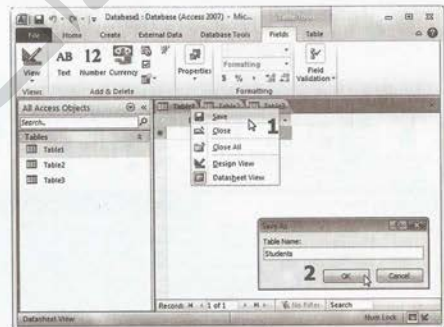 Database1 : Database (Access 2007) - Mic...
File Home Create External Data Database Tools Fields Table
AB 12
View Text Number Currency Properties Formatting Field Validation
$ %
Views Add & Delete Formatting
All Access Objects
Search...
Tables
Table1
Table2
Table3
Table1 Table2 Table3
Save 1
Close
Close All
Design View
Datasheet View
Save As
Table Name:
Students
2 OK Cancel
Record: 1 of 1 No Filter Search
Datasheet View Num Lock